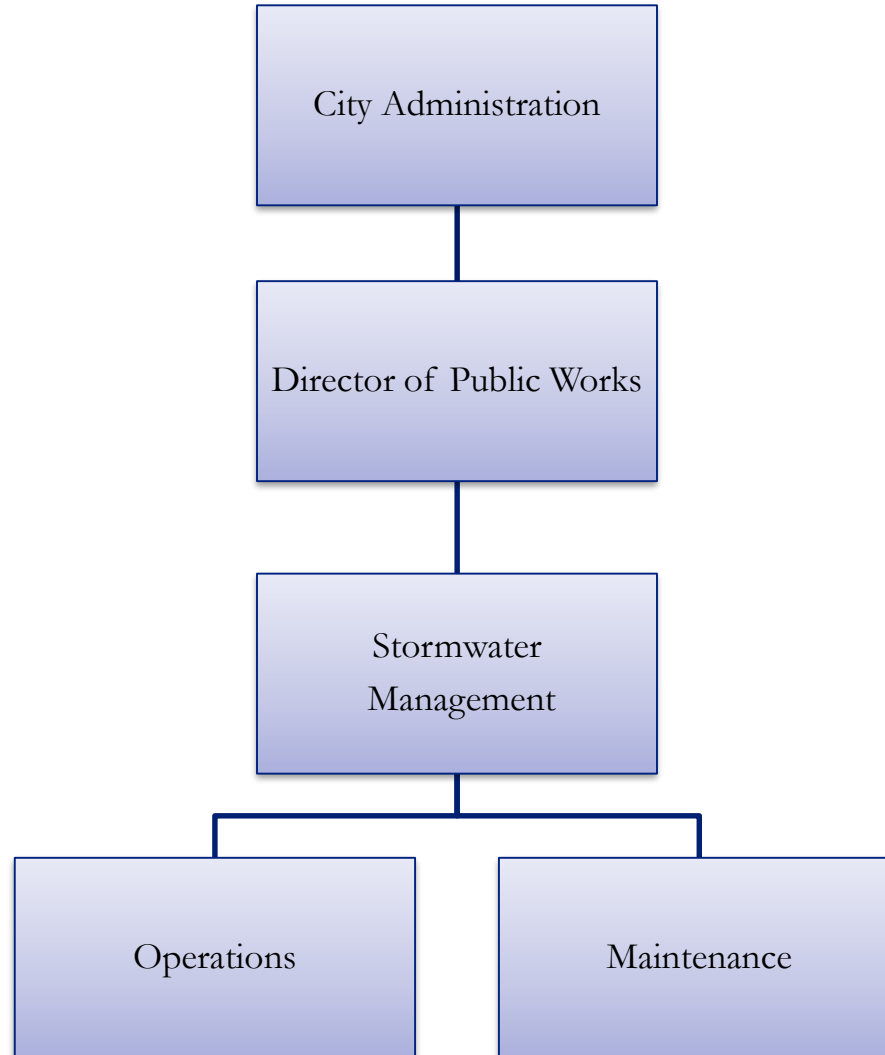 City Administration
Director of Public Works
Stormwater
Management
Operations
Maintenance